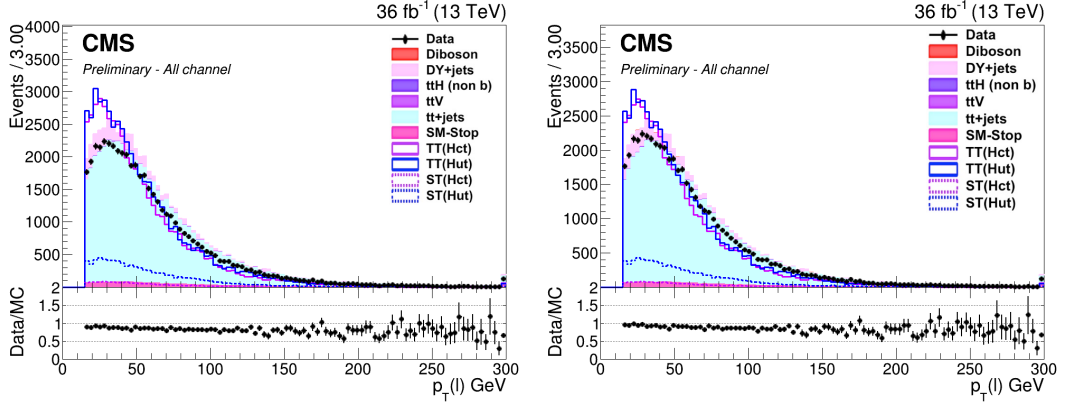 36 fb-1 (13 TeV)
CMS
Preliminary - All channel
Events / 3.00
4000
3500
3000
2500
2000
1500
1000
500
2
Data
Diboson
DY+jets
ttH (non b)
ttV
tt+jets
SM-Stop
TT(Hct)
TT(Hut)
ST(Hct)
ST(Hut)
Data/MC
1.5
1
0.5
0
0 50 100 150 200 250 300
pT(l) GeV
36 fb-1 (13 TeV)
CMS
Preliminary - All channel
Events / 3.00
3500
3000
2500
2000
1500
1000
500
2
Data
Diboson
DY+jets
ttH (non b)
ttV
tt+jets
SM-Stop
TT(Hct)
TT(Hut)
ST(Hct)
ST(Hut)
Data/MC
1.5
1
0.5
0
0 50 100 150 200 250 300
pT(l) GeV